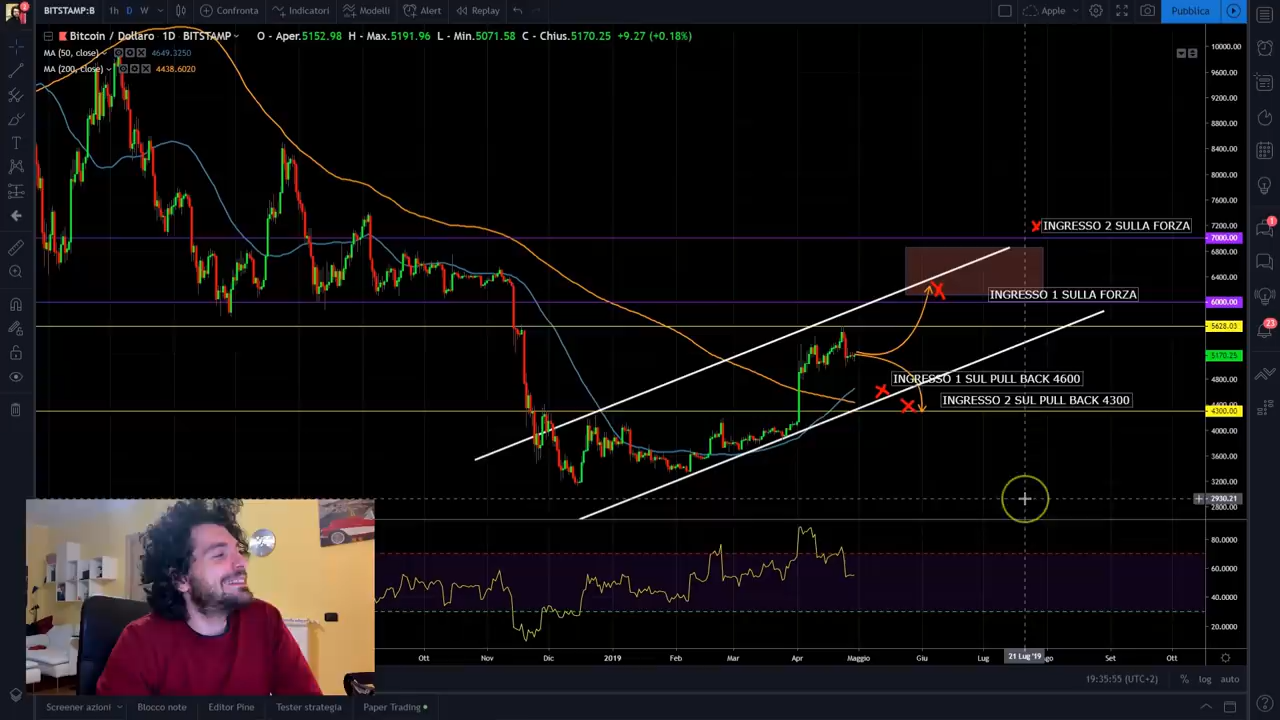 BITSTAMP:B 1h D W Confronta Indicatori Modelli Alert Replay Apple Pubblica
Bitcoin / Dollaro 1D BITSTAMP O - Aper.5152.98 H - Max.5191.96 L - Min.5071.58 C - Chius.5170.25 +9.27 (+0.18%)
MA (50, close) 4649.3250
MA (200, close) 4438.6020
10000.00
9600.00
9200.00
8800.00
8400.00
8000.00
7600.00
7200.00
INGRESSO 2 SULLA FORZA
7000.00
6800.00
6400.00
INGRESSO 1 SULLA FORZA
6000.00
5628.03
5170.25
INGRESSO 1 SUL PULL BACK 4600
4800.00
INGRESSO 2 SUL PULL BACK 4300
4300.00
4000.00
3600.00
3200.00
2930.21
2800.00
80.0000
60.0000
40.0000
20.0000
1
23
Ott Nov Dic 2019 Feb Mar Apr Maggio Giu Lug 21 Lug '19 Set Ott
19:35:55 (UTC+2) % log auto
Screener azioni Blocco note Editor Pine Tester strategia Paper Trading